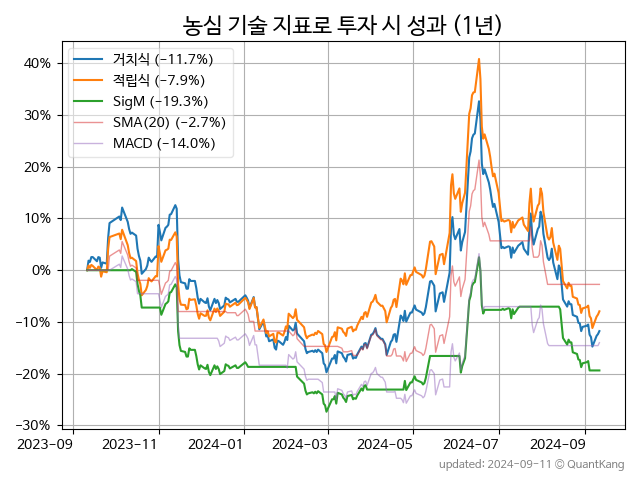 농심 기술 지표로 투자 시 성과 (1년)
거치식 (−11.7%)
적립식 (−7.9%)
SigM (−19.3%)
SMA(20) (−2.7%)
MACD (−14.0%)
40%
30%
20%
10%
0%
−10%
−20%
−30%
2023-09 2023-11 2024-01 2024-03 2024-05 2024-07 2024-09
updated: 2024-09-11 © QuantKang